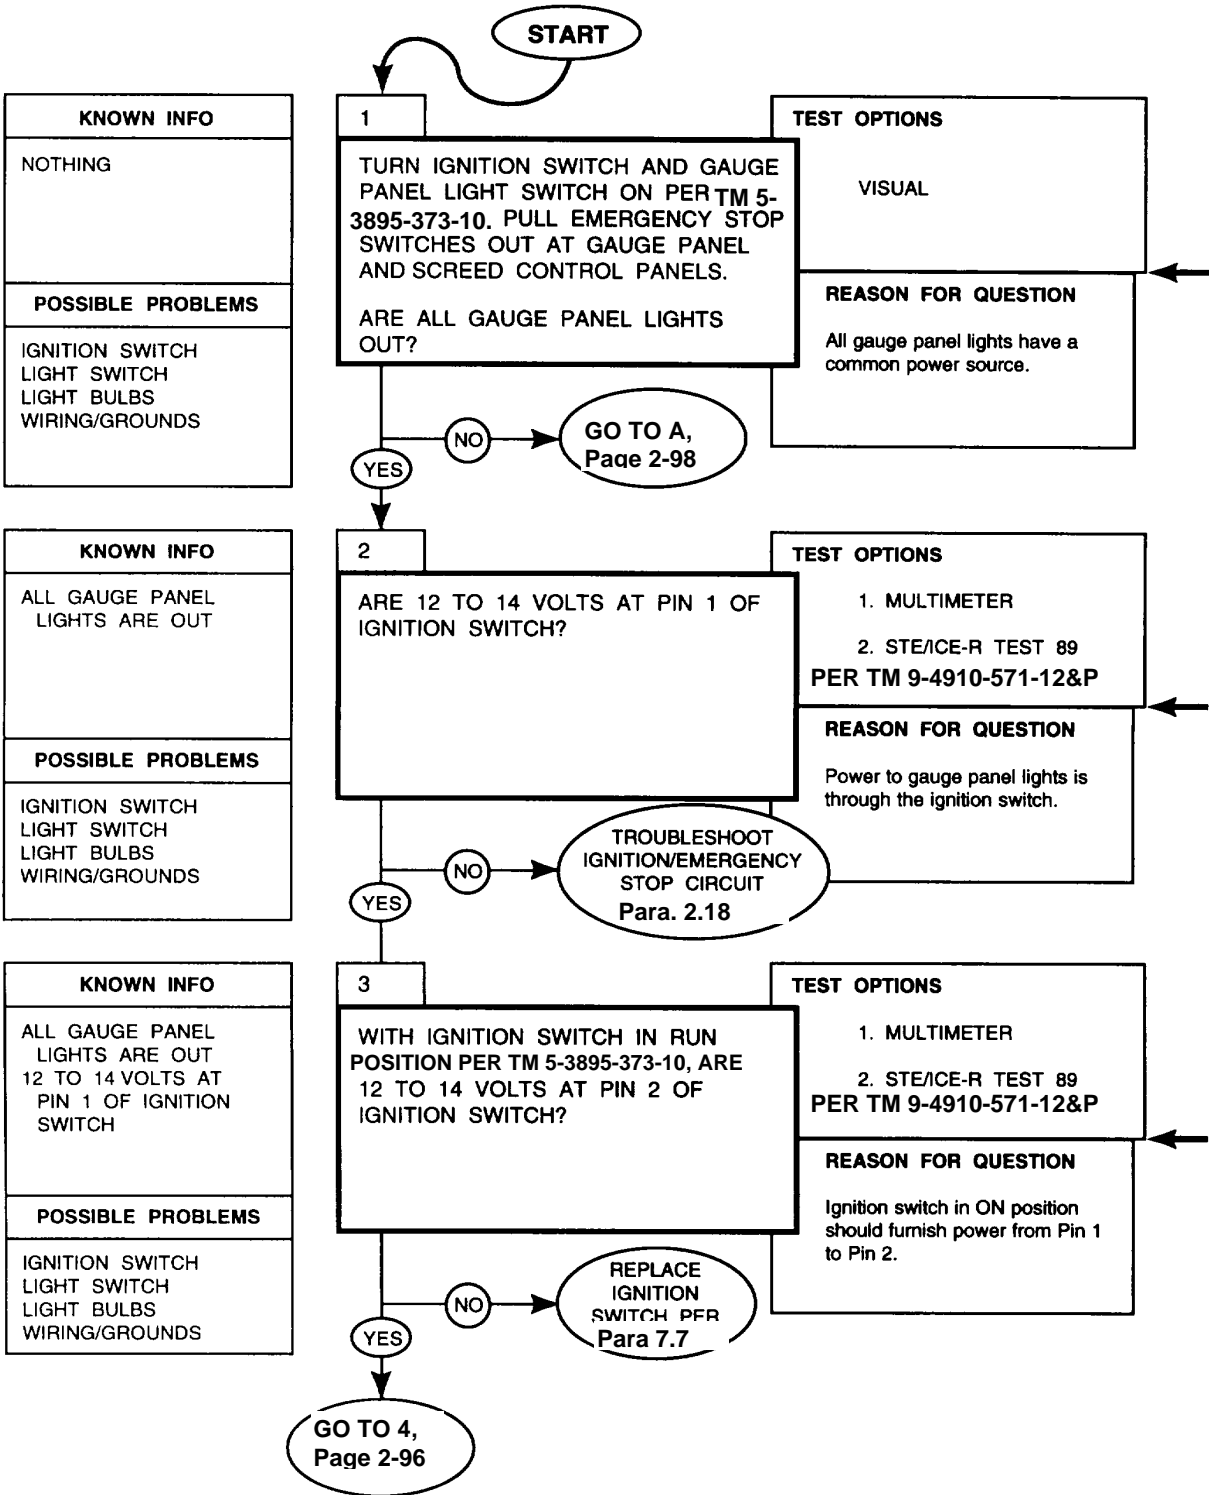 START
KNOWN INFO
NOTHING
POSSIBLE PROBLEMS
IGNITION SWITCH
LIGHT SWITCH
LIGHT BULBS
WIRING/GROUNDS
1
TURN IGNITION SWITCH AND GAUGE
PANEL LIGHT SWITCH ON PER TM 5-
3895-373-10. PULL EMERGENCY STOP
SWITCHES OUT AT GAUGE PANEL
AND SCREED CONTROL PANELS.
ARE ALL GAUGE PANEL LIGHTS
OUT?
TEST OPTIONS
VISUAL
REASON FOR QUESTION
All gauge panel lights have a
common power source.
NO
GO TO A,
Page 2-98
YES
KNOWN INFO
ALL GAUGE PANEL
LIGHTS ARE OUT
POSSIBLE PROBLEMS
IGNITION SWITCH
LIGHT SWITCH
LIGHT BULBS
WIRING/GROUNDS
2
ARE 12 TO 14 VOLTS AT PIN 1 OF
IGNITION SWITCH?
TEST OPTIONS
1. MULTIMETER
2. STE/ICE-R TEST 89
PER TM 9-4910-571-12&P
REASON FOR QUESTION
Power to gauge panel lights is
through the ignition switch.
NO
TROUBLESHOOT
IGNITION/EMERGENCY
STOP CIRCUIT
Para. 2.18
YES
KNOWN INFO
ALL GAUGE PANEL
LIGHTS ARE OUT
12 TO 14 VOLTS AT
PIN 1 OF IGNITION
SWITCH
POSSIBLE PROBLEMS
IGNITION SWITCH
LIGHT SWITCH
LIGHT BULBS
WIRING/GROUNDS
3
WITH IGNITION SWITCH IN RUN
POSITION PER TM 5-3895-373-10, ARE
12 TO 14 VOLTS AT PIN 2 OF
IGNITION SWITCH?
TEST OPTIONS
1. MULTIMETER
2. STE/ICE-R TEST 89
PER TM 9-4910-571-12&P
REASON FOR QUESTION
Ignition switch in ON position
should furnish power from Pin 1
to Pin 2.
NO
REPLACE
IGNITION
SWITCH PER
Para 7.7
YES
GO TO 4,
Page 2-96